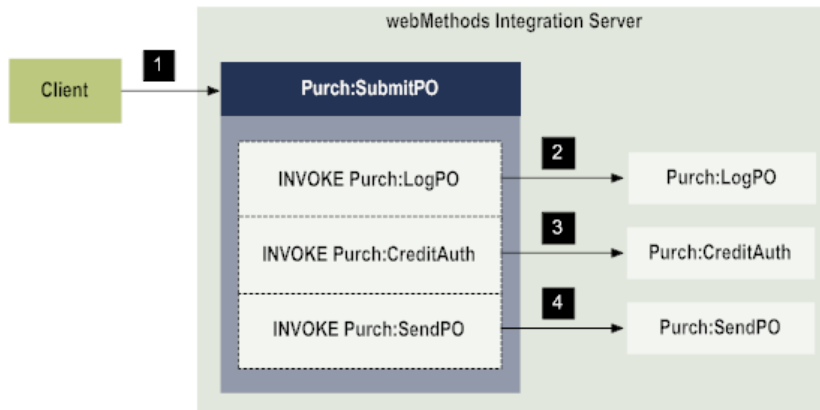 webMethods Integration Server
1
Client
Purch:SubmitPO
2
INVOKE Purch:LogPO
Purch:LogPO
3
INVOKE Purch:CreditAuth
Purch:CreditAuth
4
INVOKE Purch:SendPO
Purch:SendPO